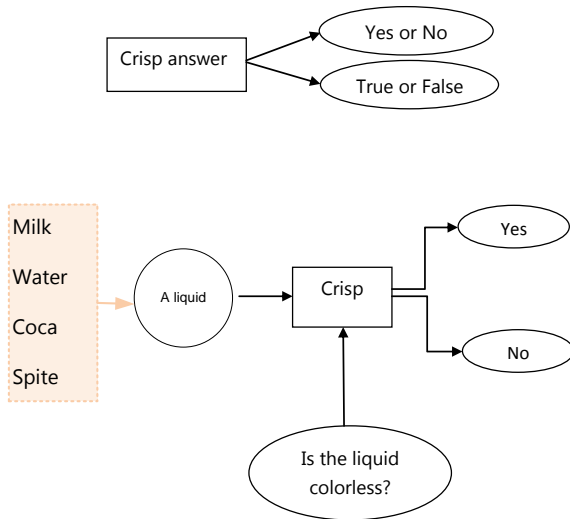 Crisp answer
Yes or No
True or False
Milk
Water
Coca
Spite
A liquid
Crisp
Yes
No
Is the liquid
colorless?